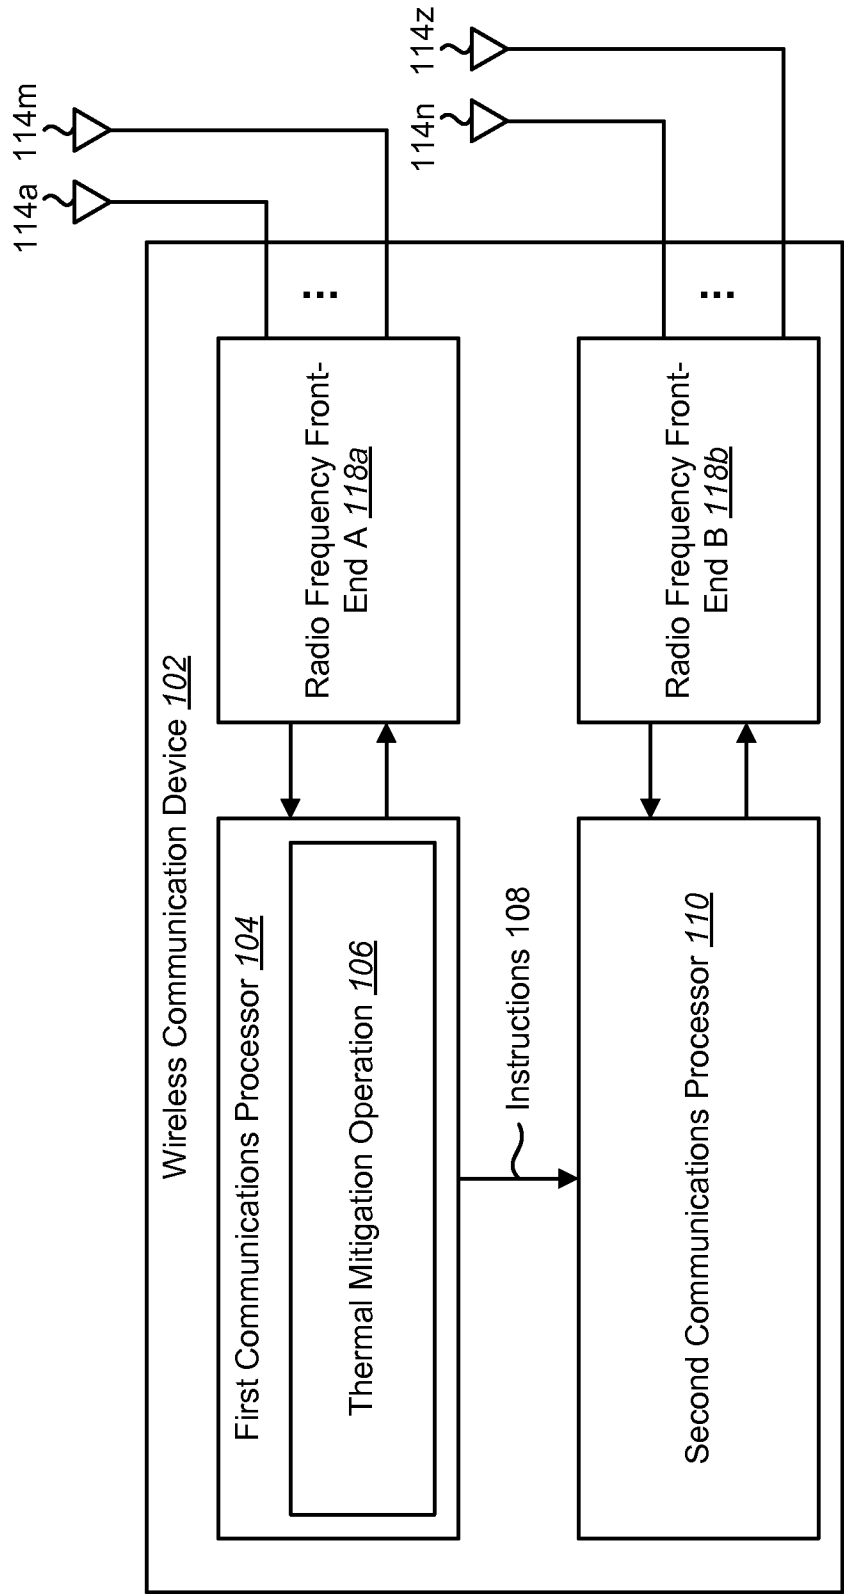 Wireless Communication Device 102
First Communications Processor 104
Thermal Mitigation Operation 106
Radio Frequency Front-
End A 118a
...
114a
114m
Instructions 108
Second Communications Processor 110
Radio Frequency Front-
End B 118b
...
114n
114z